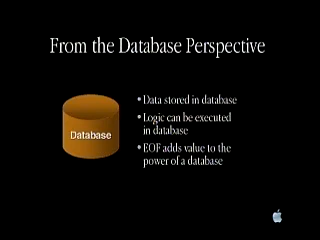 From the Database Perspective
Database
• Data stored in database
• Logic can be executed
in database
• EOF adds value to the
power of a database